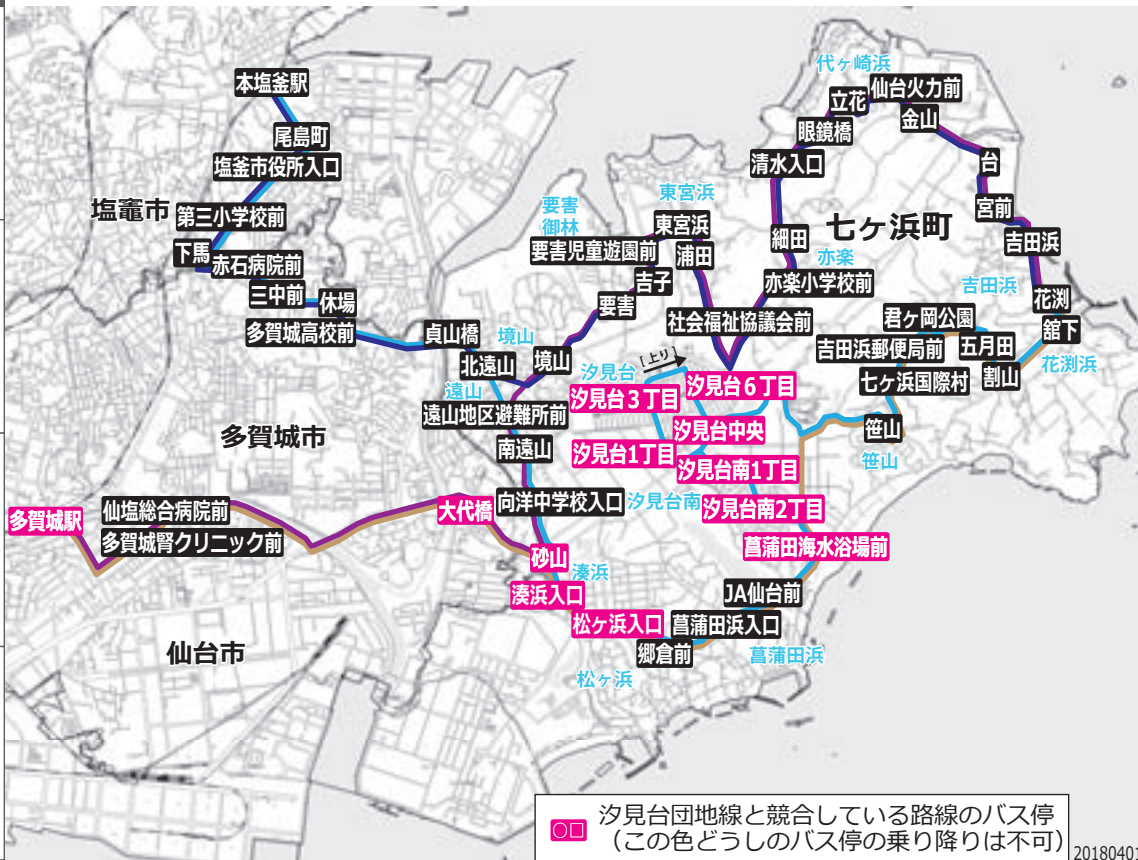 代ヶ崎浜
仙台火力前
立花
金山
眼鏡橋
本塩釜駅
尾島町
塩釜市役所入口
清水入口
台
塩竈市
第三小学校前
要害
御林
東宮浜
東宮浜
宮前
七ヶ浜町
下馬
赤石病院前
要害児童遊園前
浦田
細田
亦楽
吉田浜
三中前
休場
吉子
要害
亦楽小学校前
吉田浜
花渕
多賀城高校前
貞山橋
社会福祉協議会前
君ヶ岡公園
舘下
北遠山
境山
境山
[上り]
吉田浜郵便局前
五月田
花渕浜
遠山
汐見台
汐見台3丁目
汐見台6丁目
七ヶ浜国際村
割山
遠山地区避難所前
汐見台中央
笹山
多賀城市
南遠山
汐見台1丁目
汐見台南1丁目
笹山
向洋中学校入口
汐見台南
汐見台南2丁目
多賀城駅
仙塩総合病院前
大代橋
多賀城腎クリニック前
砂山
菖蒲田海水浴場前
湊浜
湊浜入口
JA仙台前
松ヶ浜入口
菖蒲田浜入口
仙台市
郷倉前
菖蒲田浜
松ヶ浜
汐見台団地線と競合している路線のバス停
(この色どうしのバス停の乗り降りは不可)
20180401